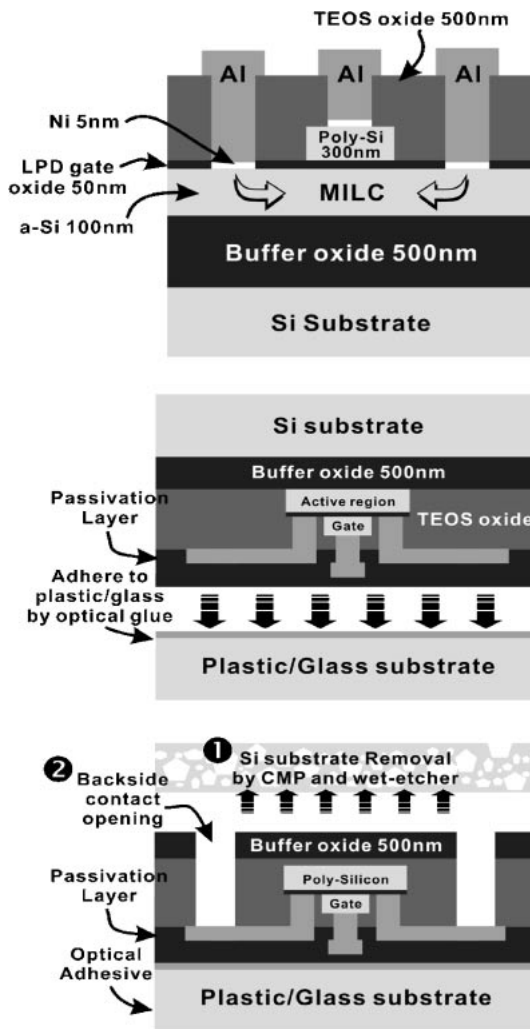 TEOS oxide 500nm
Al Al Al
Ni 5nm
Poly-Si
300nm
LPD gate
oxide 50nm
MILC
a-Si 100nm
Buffer oxide 500nm
Si Substrate
Si substrate
Buffer oxide 500nm
Passivation
Layer
Active region
Gate
TEOS oxide
Adhere to
plastic/glass
by optical glue
Plastic/Glass substrate
❶ Si substrate Removal
by CMP and wet-etcher
❷ Backside
contact
opening
Buffer oxide 500nm
Passivation
Layer
Poly-Silicon
Gate
Optical
Adhesive
Plastic/Glass substrate